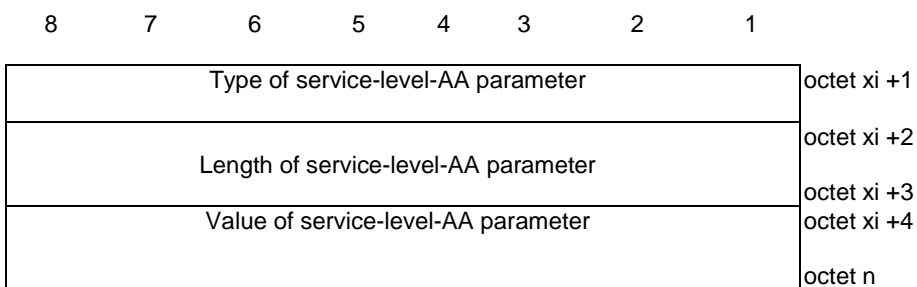 8 7 6 5 4 3 2 1
Type of service-level-AA parameter octet xi +1
octet xi +2
Length of service-level-AA parameter
octet xi +3
Value of service-level-AA parameter octet xi +4
octet n